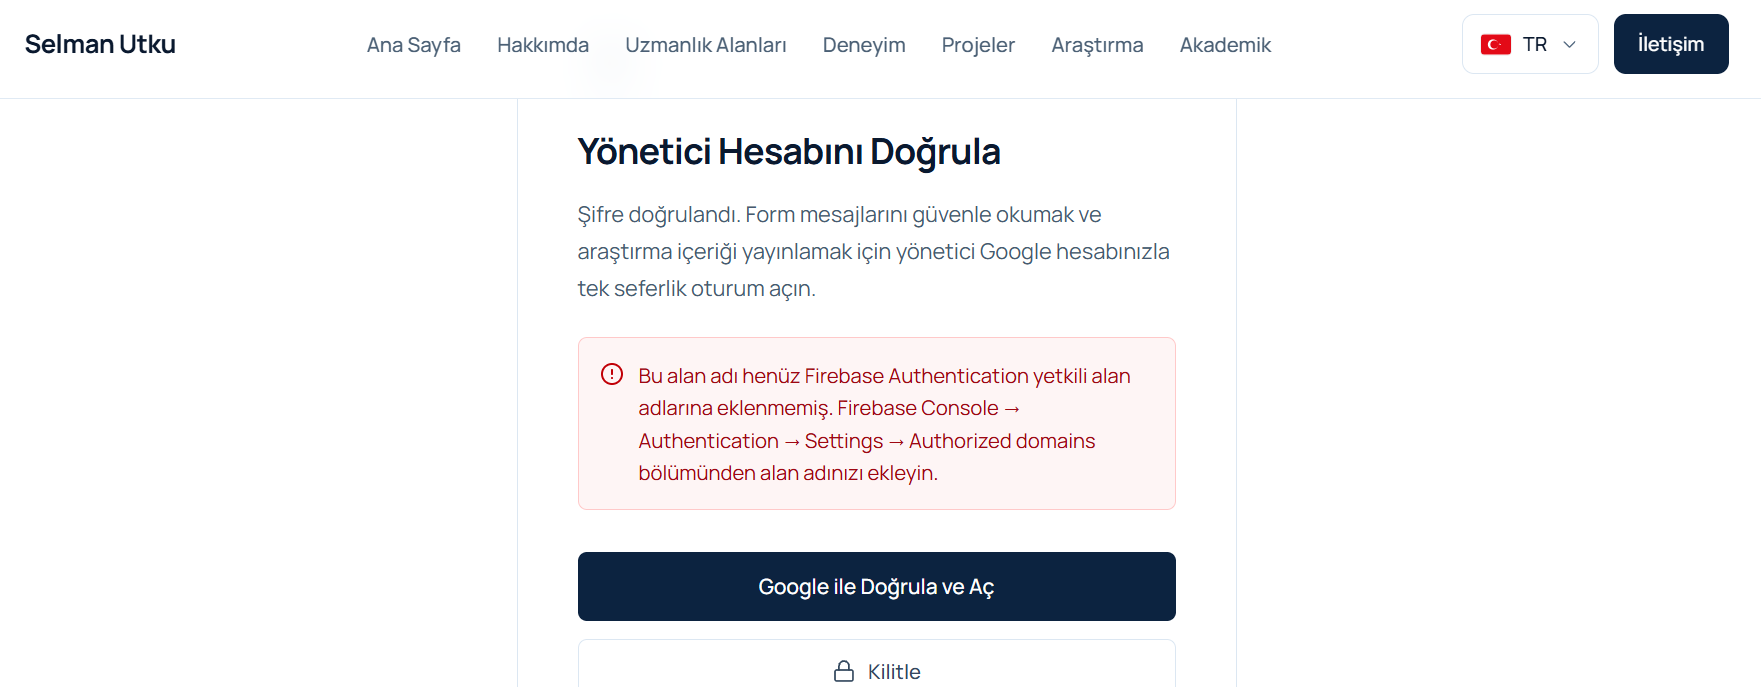 Selman Utku
Ana Sayfa
Hakkımda
Uzmanlık Alanları
Deneyim
Projeler
Araştırma
Akademik
TR
İletişim
Yönetici Hesabını Doğrula
Şifre doğrulandı. Form mesajlarını güvenle okumak ve
araştırma içeriği yayınlamak için yönetici Google hesabınızla
tek seferlik oturum açın.
Bu alan adı henüz Firebase Authentication yetkili alan
adlarına eklenmemiş. Firebase Console →
Authentication → Settings → Authorized domains
bölümünden alan adınızı ekleyin.
Google ile Doğrula ve Aç
Kilitle